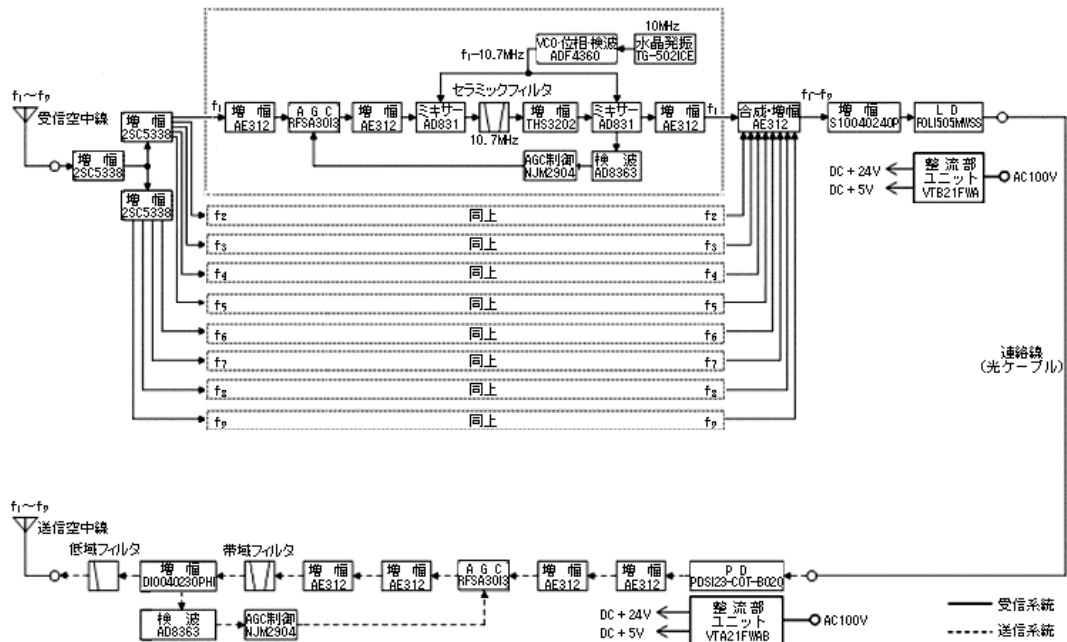 f₁～f₉
受信空中線
増 幅
2SC5338
増 幅
2SC5338
増 幅
2SC5338
f₁
増 幅
AE312
A G C
RFSA3013
増 幅
AE312
ミキサー
AD831
セラミックフィルタ
10.7MHz
増 幅
THS3202
ミキサー
AD831
増 幅
AE312
f₁
f₁-10.7MHz
VCO・位相・検波
ADF4360
10MHz
水晶発振
TG-502ICE
AGC制御
NJM2904
検 波
AD8363
合成・増幅
AE312
f₁～f₉
増 幅
S10040240P
L D
FOLI505MWSS
DC + 24V
DC + 5V
整流部
ユニット
VTB21FWA
AC100V
f₂ 同上 f₂
f₃ 同上 f₃
f₄ 同上 f₄
f₅ 同上 f₅
f₆ 同上 f₆
f₇ 同上 f₇
f₈ 同上 f₈
f₉ 同上 f₉
連絡線
(光ケーブル)
f₁～f₉
送信空中線
低域フィルタ
増 幅
D10040230PH1
帯域フィルタ
増 幅
AE312
増 幅
AE312
A G C
RFSA3013
増 幅
AE312
増 幅
AE312
P D
PDSI23-C0T-B020
検 波
AD8363
AGC制御
NJM2904
DC + 24V
DC + 5V
整流部
ユニット
VTA21FWAB
AC100V
受信系統
送信系統